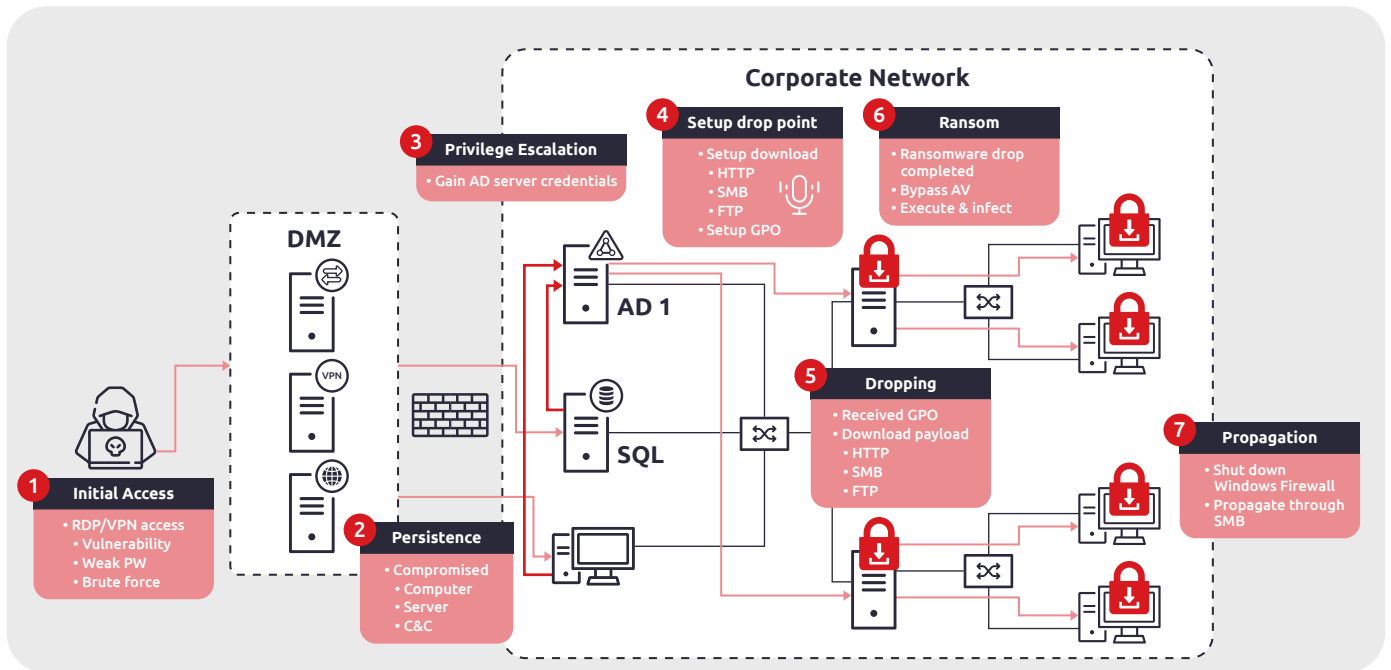 Corporate Network
1
Initial Access
• RDP/VPN access
• Vulnerability
• Weak PW
• Brute force
DMZ
VPN
2
Persistence
• Compromised
• Computer
• Server
• C&C
3
Privilege Escalation
• Gain AD server credentials
AD 1
SQL
4
Setup drop point
• Setup download
• HTTP
• SMB
• FTP
• Setup GPO
5
Dropping
• Received GPO
• Download payload
• HTTP
• SMB
• FTP
6
Ransom
• Ransomware drop
completed
• Bypass AV
• Execute & infect
7
Propagation
• Shut down
Windows Firewall
• Propagate through
SMB